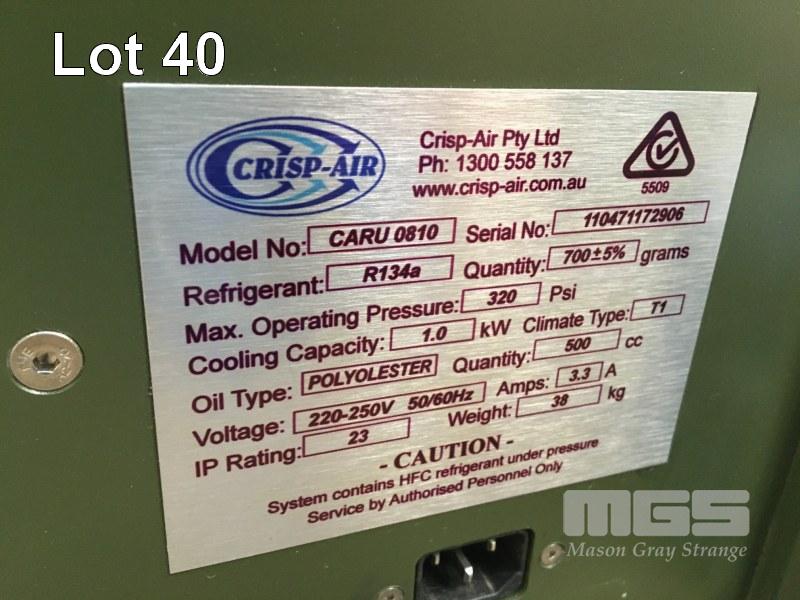 Lot 40
CRISP-AIR
Crisp-Air Pty Ltd
Ph: 1300 558 137
www.crisp-air.com.au
5509
Model No: CARU 0810 Serial No: 110471172906
Refrigerant: R134a Quantity: 700±5% grams
Max. Operating Pressure: 320 Psi
Cooling Capacity: 1.0 kW Climate Type: T1
Oil Type: POLYOLESTER Quantity: 500 cc
Voltage: 220-250V 50/60Hz Amps: 3.3 A
IP Rating: 23 Weight: 38 kg
- CAUTION -
System contains HFC refrigerant under pressure
Service by Authorised Personnel Only
MGS
Mason Gray Strange